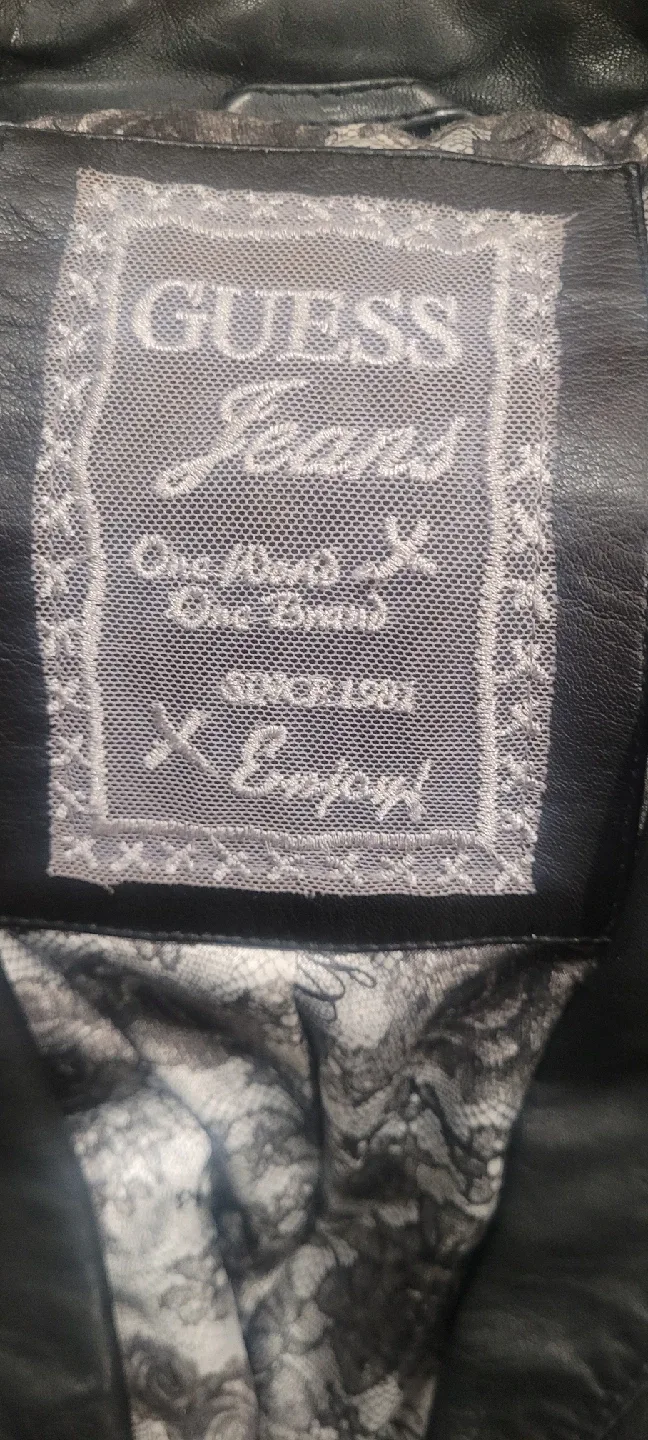 GUESS
Jeans
One World
One Brand
SINCE 1981
Enjoy!